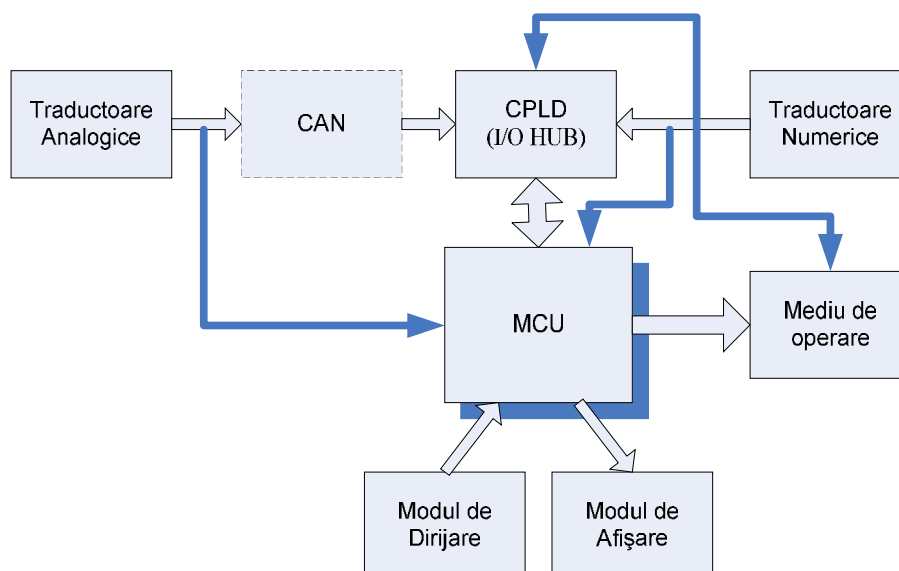 Traductoare
Analogice
CAN
CPLD
(I/O HUB)
Traductoare
Numerice
MCU
Mediu de
operare
Modul de
Dirijare
Modul de
Afişare